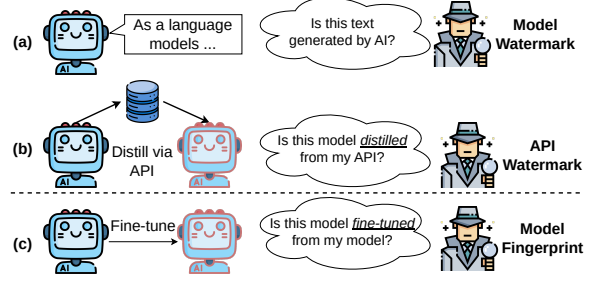 (a)
As a language
models ...
Is this text
generated by AI?
Model
Watermark
AI
(b)
Distill via
API
Is this model distilled
from my API?
API
Watermark
AI
(c)
Fine-tune
Is this model fine-tuned
from my model?
Model
Fingerprint
AI
AI